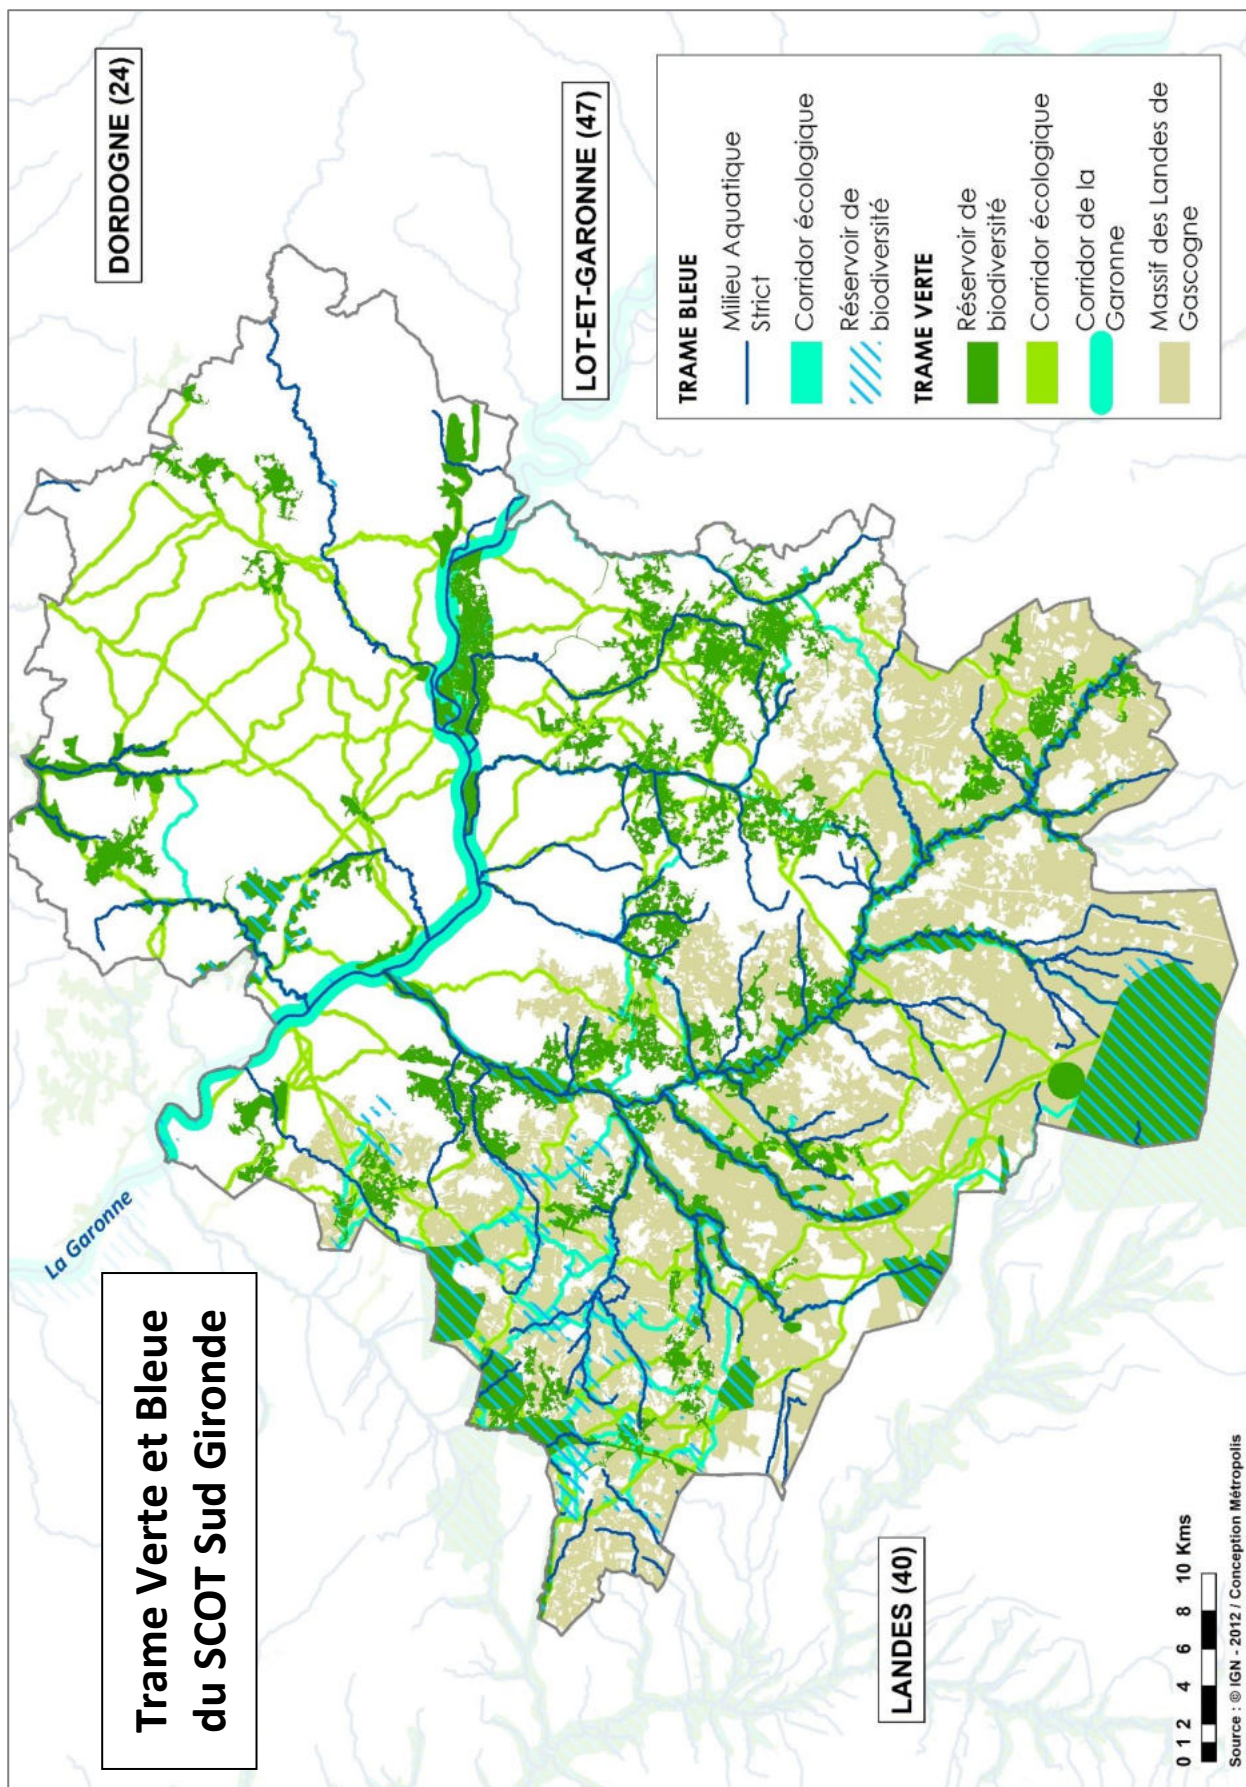 Trame Verte et Bleue
du SCOT Sud Gironde
La Garonne
DORDOGNE (24)
LOT-ET-GARONNE (47)
LANDES (40)
TRAME BLEUE
Milieu Aquatique
Strict
Corridor écologique
Réservoir de
biodiversité
TRAME VERTE
Réservoir de
biodiversité
Corridor écologique
Corridor de la
Garonne
Massif des Landes de
Gascogne
0 1 2 4 6 8 10 Kms
Source : © IGN - 2012 / Conception Métropolis